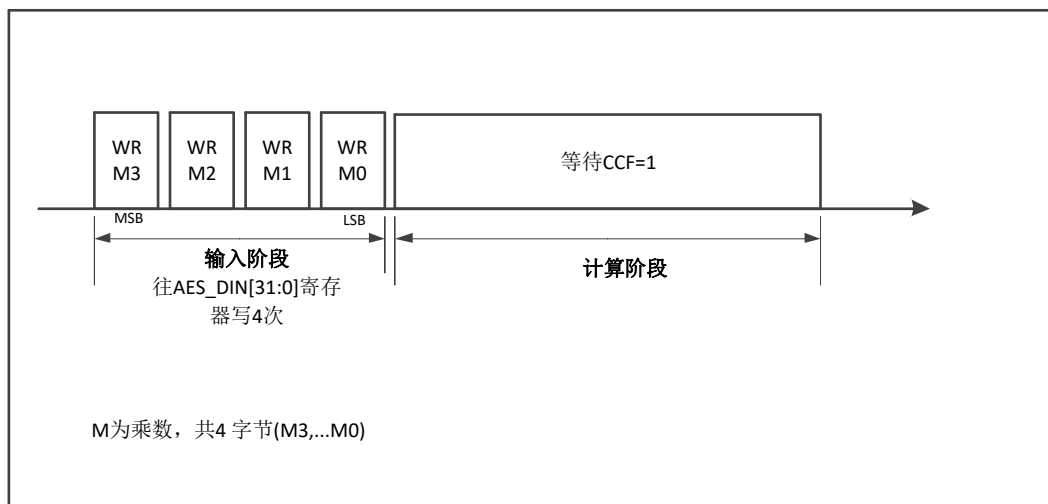 WR WR WR WR
M3 M2 M1 M0
等待CCF=1
MSB LSB
输入阶段 计算阶段
往AES_DIN[31:0]寄存
器写4次
M为乘数，共4 字节(M3,...M0)